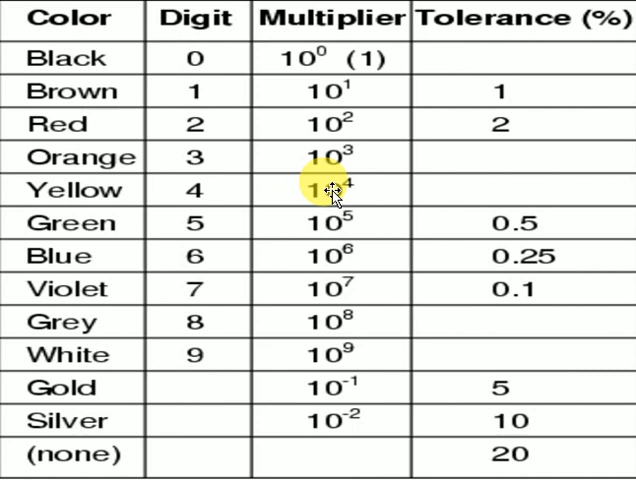 Color Digit Multiplier Tolerance (%)
Black 0 10⁰ (1)
Brown 1 10¹ 1
Red 2 10² 2
Orange 3 10³
Yellow 4 10⁴
Green 5 10⁵ 0.5
Blue 6 10⁶ 0.25
Violet 7 10⁷ 0.1
Grey 8 10⁸
White 9 10⁹
Gold 10⁻¹ 5
Silver 10⁻² 10
(none) 20